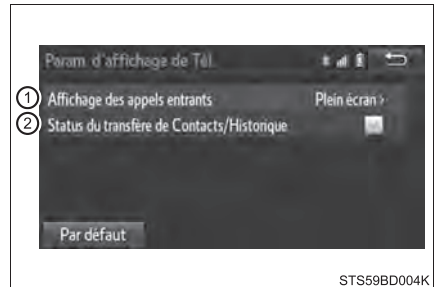 Param. d'affichage de Tél.
1 Affichage des appels entrants Plein écran >
2 Status du transfère de Contacts/Historique
Par défaut
STS59BD004K